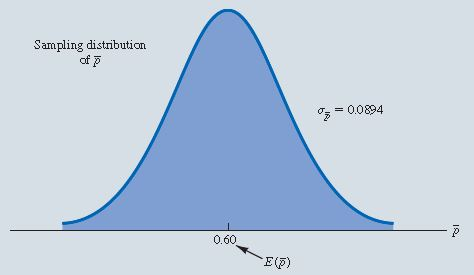 Sampling distribution
of p̅
σp̅ = 0.0894
p̅
0.60
E(p̅)